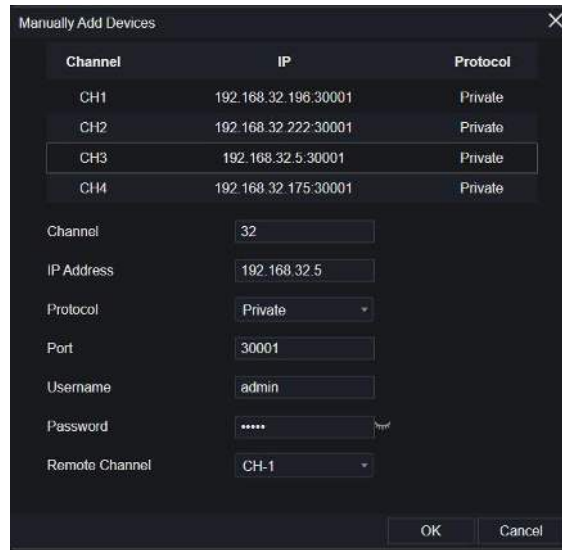 Manually Add Devices
Channel IP Protocol
CH1 192.168.32.196:30001 Private
CH2 192.168.32.222:30001 Private
CH3 192.168.32.5:30001 Private
CH4 192.168.32.175:30001 Private
Channel 32
IP Address 192.168.32.5
Protocol Private
Port 30001
Username admin
Password •••••
Remote Channel CH-1
OK Cancel